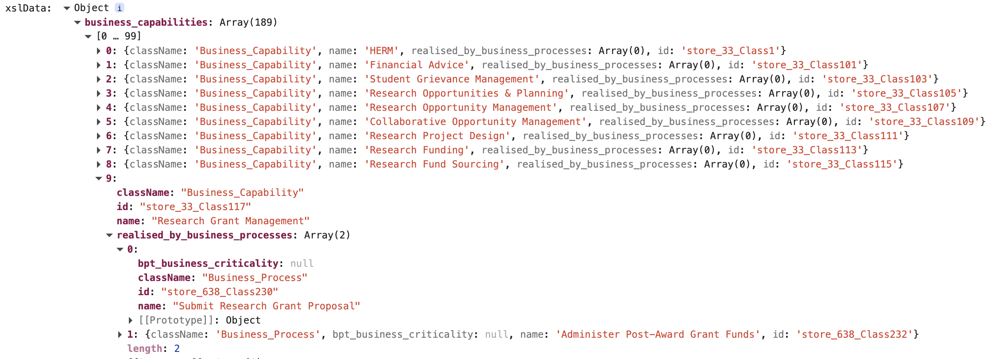 xslData: ▼ Object i
▼ business_capabilities: Array(189)
▼ [0 … 99]
▶ 0: {className: 'Business_Capability', name: 'HERM', realised_by_business_processes: Array(0), id: 'store_33_Class1'}
▶ 1: {className: 'Business_Capability', name: 'Financial Advice', realised_by_business_processes: Array(0), id: 'store_33_Class101'}
▶ 2: {className: 'Business_Capability', name: 'Student Grievance Management', realised_by_business_processes: Array(0), id: 'store_33_Class103'}
▶ 3: {className: 'Business_Capability', name: 'Research Opportunities & Planning', realised_by_business_processes: Array(0), id: 'store_33_Class105'}
▶ 4: {className: 'Business_Capability', name: 'Research Opportunity Management', realised_by_business_processes: Array(0), id: 'store_33_Class107'}
▶ 5: {className: 'Business_Capability', name: 'Collaborative Opportunity Management', realised_by_business_processes: Array(0), id: 'store_33_Class109'}
▶ 6: {className: 'Business_Capability', name: 'Research Project Design', realised_by_business_processes: Array(0), id: 'store_33_Class111'}
▶ 7: {className: 'Business_Capability', name: 'Research Funding', realised_by_business_processes: Array(0), id: 'store_33_Class113'}
▶ 8: {className: 'Business_Capability', name: 'Research Fund Sourcing', realised_by_business_processes: Array(0), id: 'store_33_Class115'}
▼ 9:
className: "Business_Capability"
id: "store_33_Class117"
name: "Research Grant Management"
▼ realised_by_business_processes: Array(2)
▼ 0:
bpt_business_criticality: null
className: "Business_Process"
id: "store_638_Class230"
name: "Submit Research Grant Proposal"
▶ [[Prototype]]: Object
▶ 1: {className: 'Business_Process', bpt_business_criticality: null, name: 'Administer Post-Award Grant Funds', id: 'store_638_Class232'}
length: 2